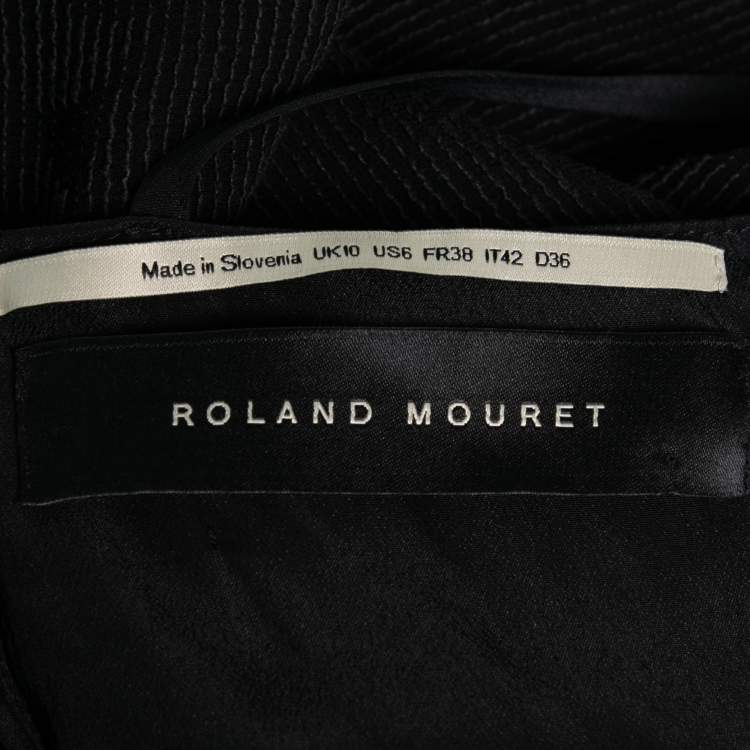 Made in Slovenia UK10 US6 FR38 IT42 D36
ROLAND MOURET